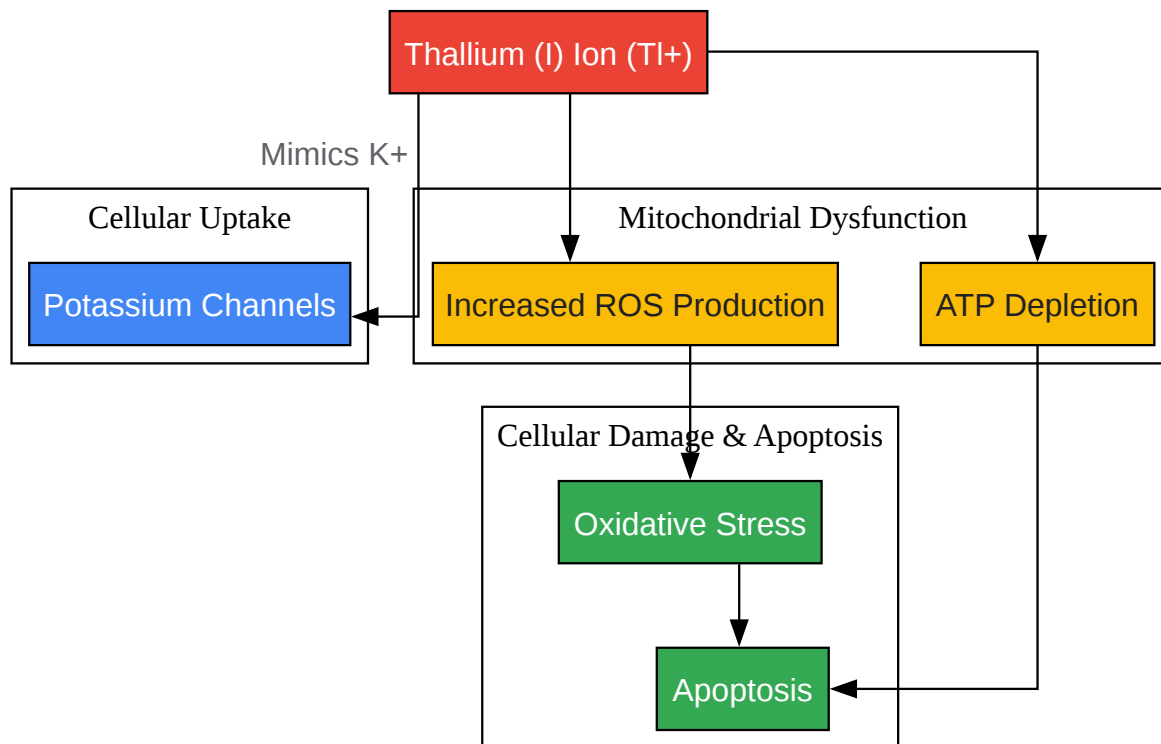 Thallium (I) Ion (Tl+)
Mimics K+
Cellular Uptake
Mitochondrial Dysfunction
Potassium Channels
Increased ROS Production
ATP Depletion
Cellular Damage & Apoptosis
Oxidative Stress
Apoptosis